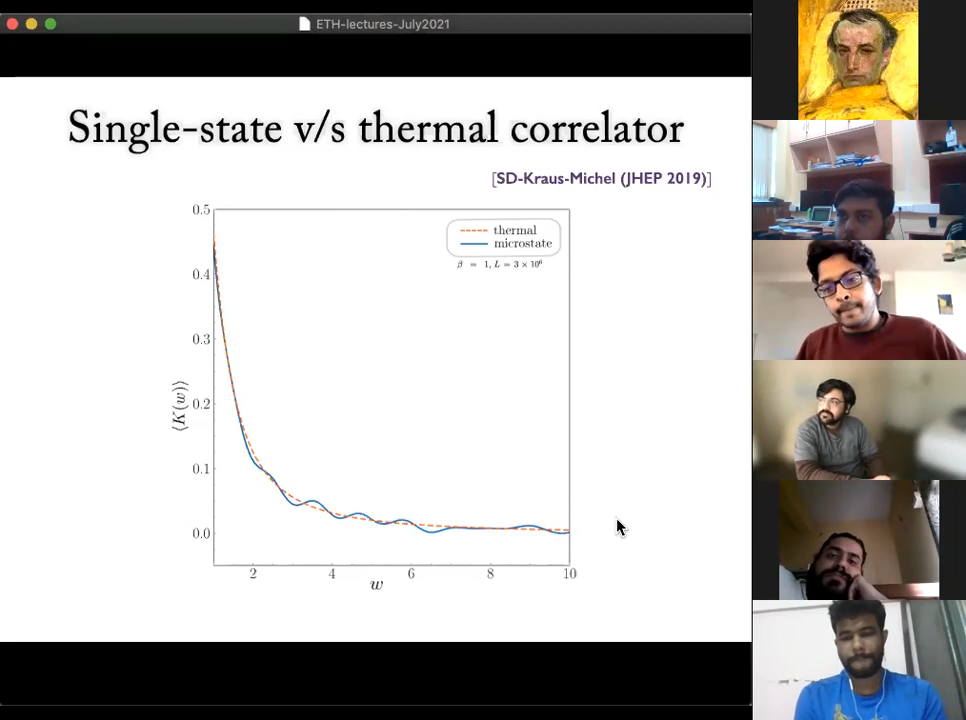 ETH-lectures-July2021
Single-state v/s thermal correlator
[SD-Kraus-Michel (JHEP 2019)]
0.5
thermal
microstate
β = 1, L = 3 × 10⁶
0.4
0.3
⟨K(w)⟩
0.2
0.1
0.0
2 4 6 8 10
w